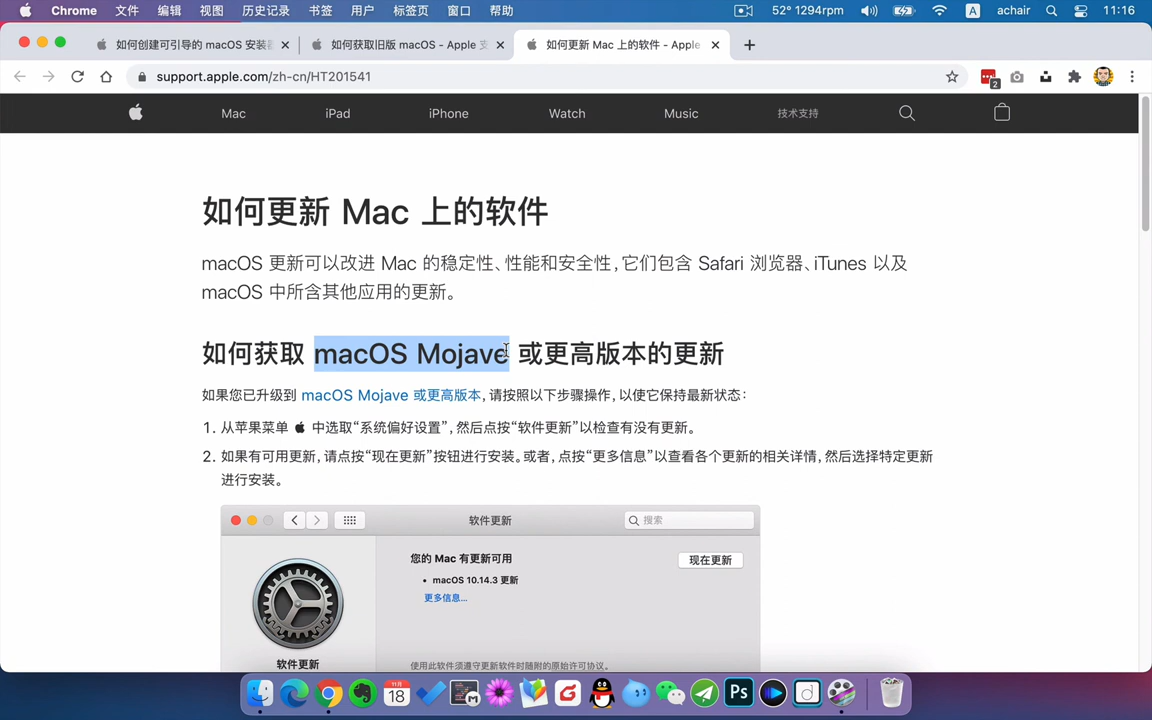 Chrome 文件 编辑 视图 历史记录 书签 用户 标签页 窗口 帮助 52° 1294rpm A achair 11:16
如何创建可引导的 macOS 安装器 如何获取旧版 macOS - Apple 支 如何更新 Mac 上的软件 - Apple
support.apple.com/zh-cn/HT201541 2
Mac iPad iPhone Watch Music 技术支持
如何更新 Mac 上的软件
macOS 更新可以改进 Mac 的稳定性、性能和安全性，它们包含 Safari 浏览器、iTunes 以及
macOS 中所含其他应用的更新。
如何获取 macOS Mojave 或更高版本的更新
如果您已升级到 macOS Mojave 或更高版本，请按照以下步骤操作，以使它保持最新状态：
1. 从苹果菜单  中选取“系统偏好设置”，然后点按“软件更新”以检查有没有更新。
2. 如果有可用更新，请点按“现在更新”按钮进行安装。或者，点按“更多信息”以查看各个更新的相关详情，然后选择特定更新
进行安装。
软件更新 搜索
您的 Mac 有更新可用 现在更新
• macOS 10.14.3 更新
更多信息...
软件更新
使用此软件须遵守更新软件时随附的原始许可协议。
11月
18 M Ps d